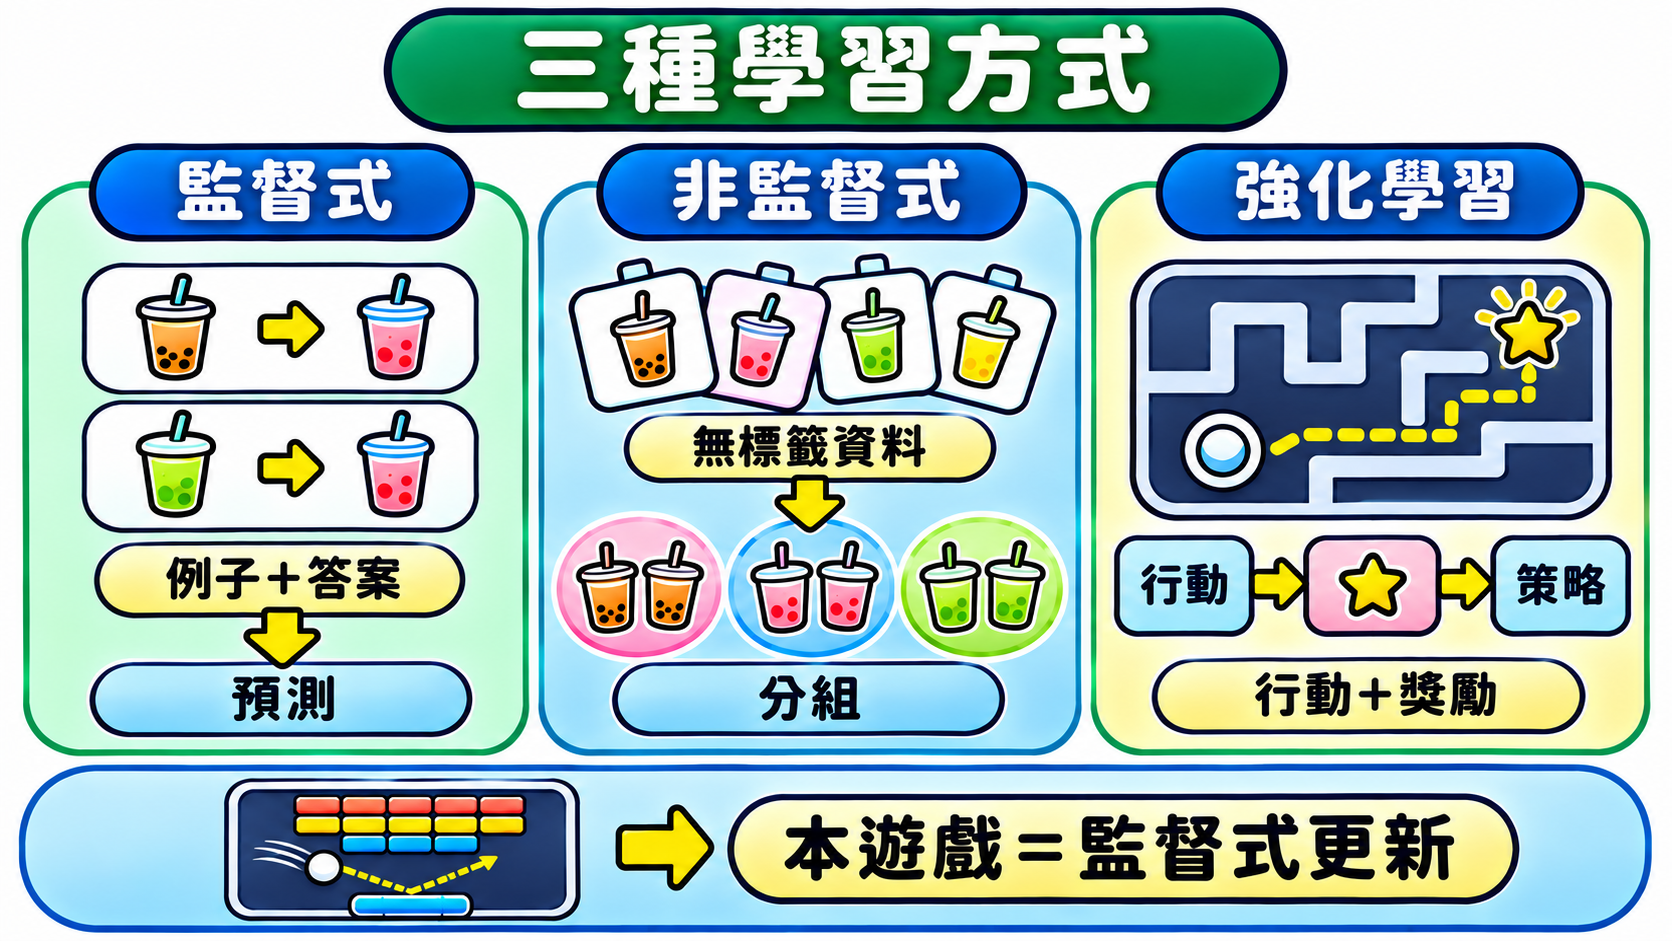 三種學習方式
監督式
例子＋答案
預測
非監督式
無標籤資料
分組
強化學習
行動
策略
行動＋獎勵
本遊戲＝監督式更新